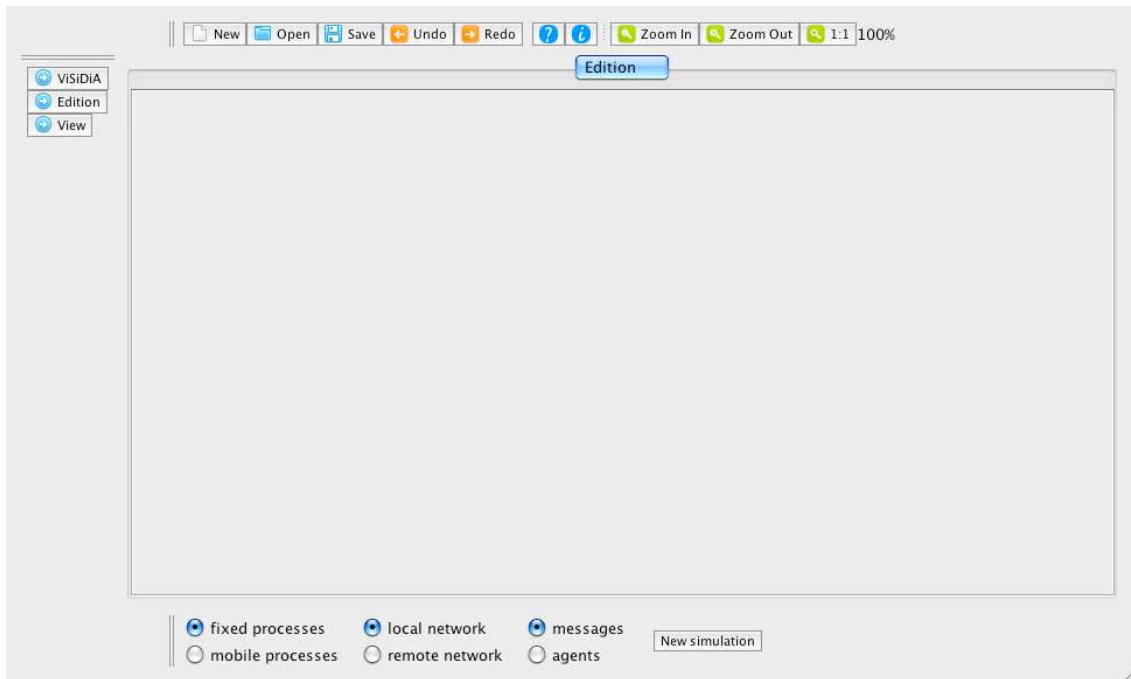 New Open Save Undo Redo ? i Zoom In Zoom Out 1:1 100%
Edition
ViSiDiA
Edition
View
fixed processes local network messages
New simulation
mobile processes remote network agents